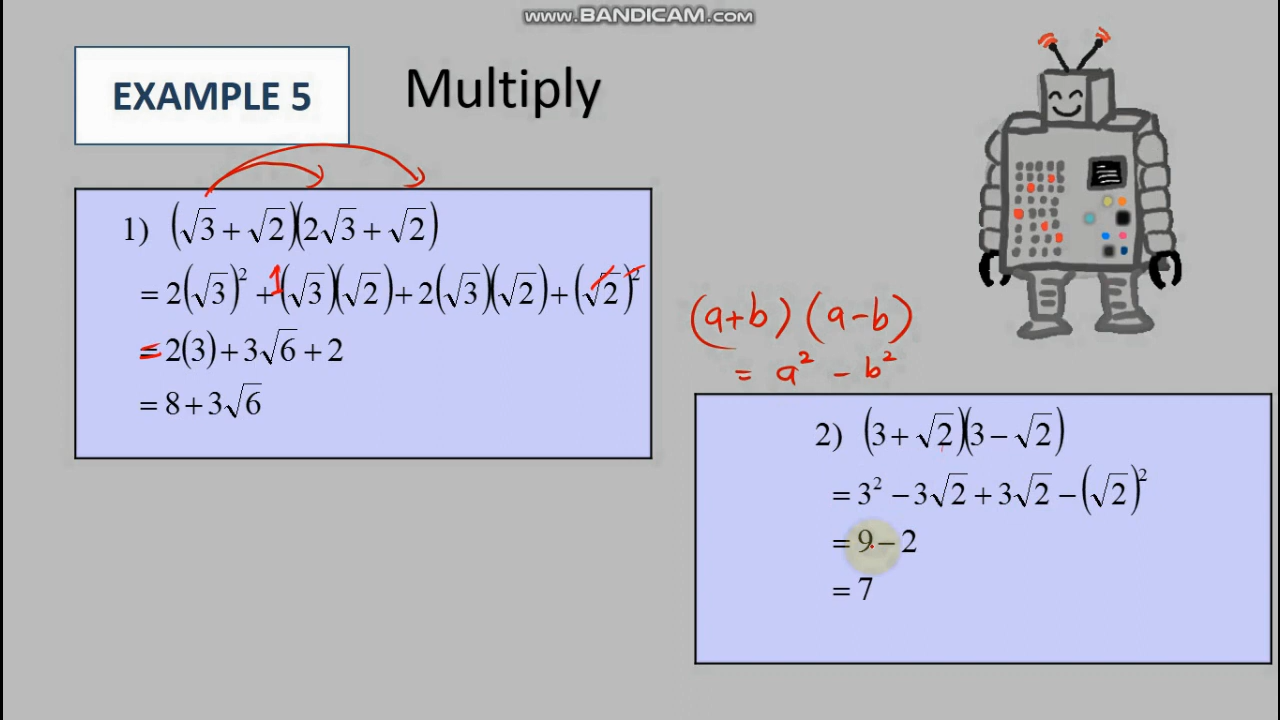 www.BANDICAM.com
EXAMPLE 5
Multiply
1) (√3 + √2)(2√3 + √2)
= 2(√3)² + 1(√3)(√2) + 2(√3)(√2) + (√2)²
= 2(3) + 3√6 + 2
= 8 + 3√6
(a+b) (a-b)
= a² - b²
2) (3 + √2)(3 − √2)
= 3² − 3√2 + 3√2 − (√2)²
= 9 − 2
= 7